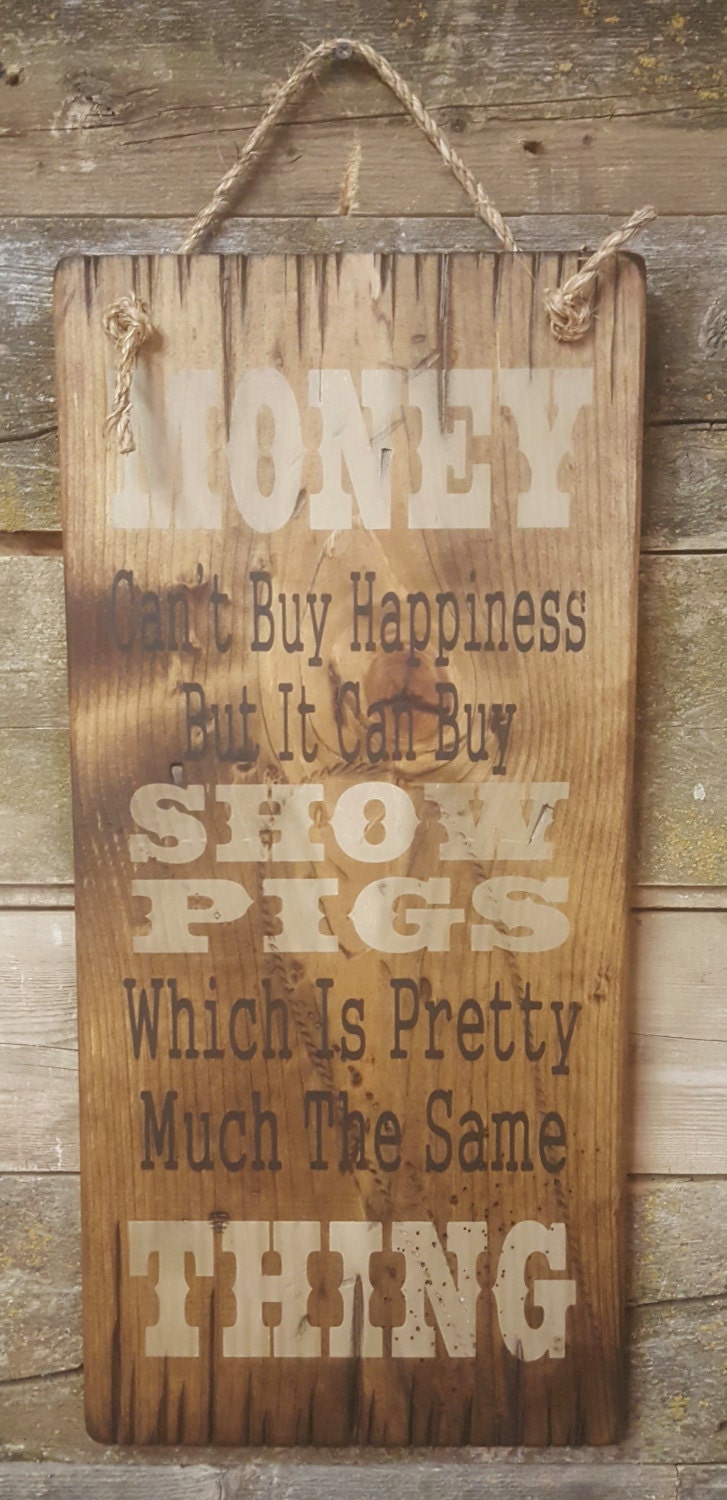 MONEY
Can't Buy Happiness
But It Can Buy
SHOW
PIGS
Which Is Pretty
Much The Same
THING